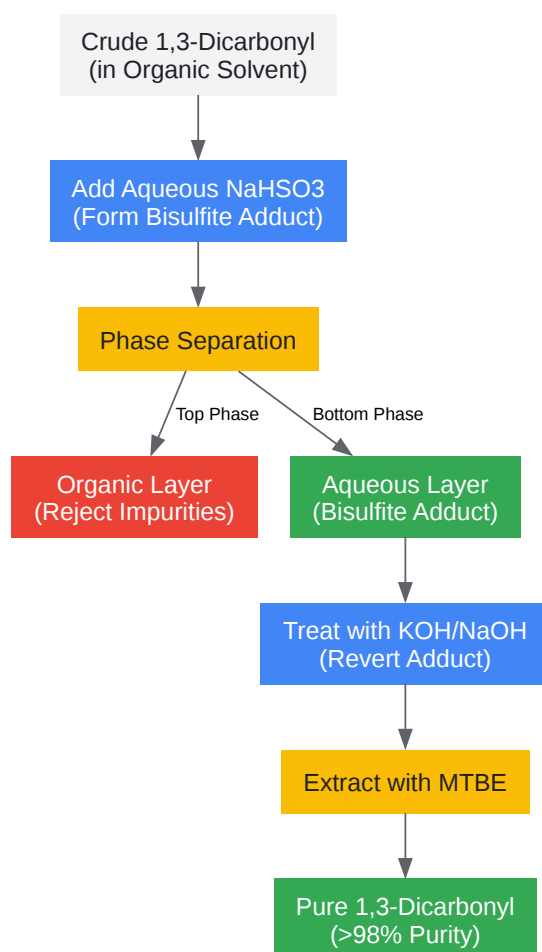 Crude 1,3-Dicarbonyl
(in Organic Solvent)
Add Aqueous NaHSO3
(Form Bisulfite Adduct)
Phase Separation
Top Phase
Bottom Phase
Organic Layer
(Reject Impurities)
Aqueous Layer
(Bisulfite Adduct)
Treat with KOH/NaOH
(Revert Adduct)
Extract with MTBE
Pure 1,3-Dicarbonyl
(>98% Purity)